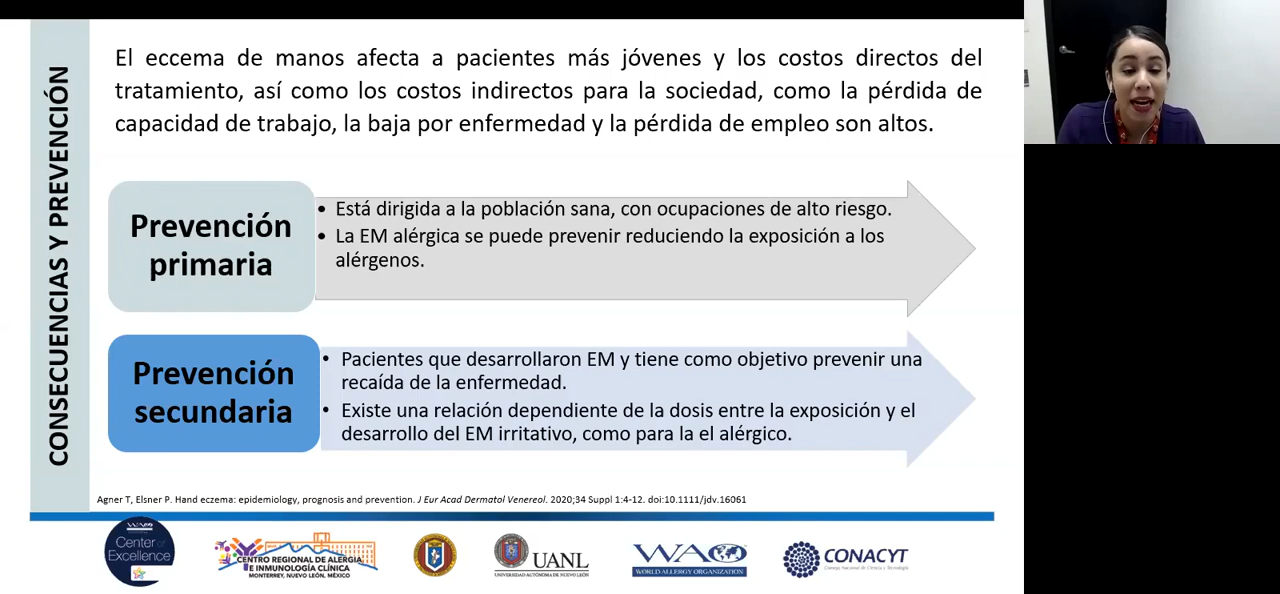 CONSECUENCIAS Y PREVENCIÓN
El eccema de manos afecta a pacientes más jóvenes y los costos directos del
tratamiento, así como los costos indirectos para la sociedad, como la pérdida de
capacidad de trabajo, la baja por enfermedad y la pérdida de empleo son altos.
Prevención
primaria
• Está dirigida a la población sana, con ocupaciones de alto riesgo.
• La EM alérgica se puede prevenir reduciendo la exposición a los
alérgenos.
Prevención
secundaria
• Pacientes que desarrollaron EM y tiene como objetivo prevenir una
recaída de la enfermedad.
• Existe una relación dependiente de la dosis entre la exposición y el
desarrollo del EM irritativo, como para la el alérgico.
Agner T, Elsner P. Hand eczema: epidemiology, prognosis and prevention. J Eur Acad Dermatol Venereol. 2020;34 Suppl 1:4-12. doi:10.1111/jdv.16061
WAO
Center of
Excellence
CENTRO REGIONAL DE ALERGIA
E INMUNOLOGÍA CLÍNICA
MONTERREY, NUEVO LEÓN, MÉXICO
UANL
UNIVERSIDAD AUTÓNOMA DE NUEVO LEÓN
WAO
WORLD ALLERGY ORGANIZATION
CONACYT
Consejo Nacional de Ciencia y Tecnología